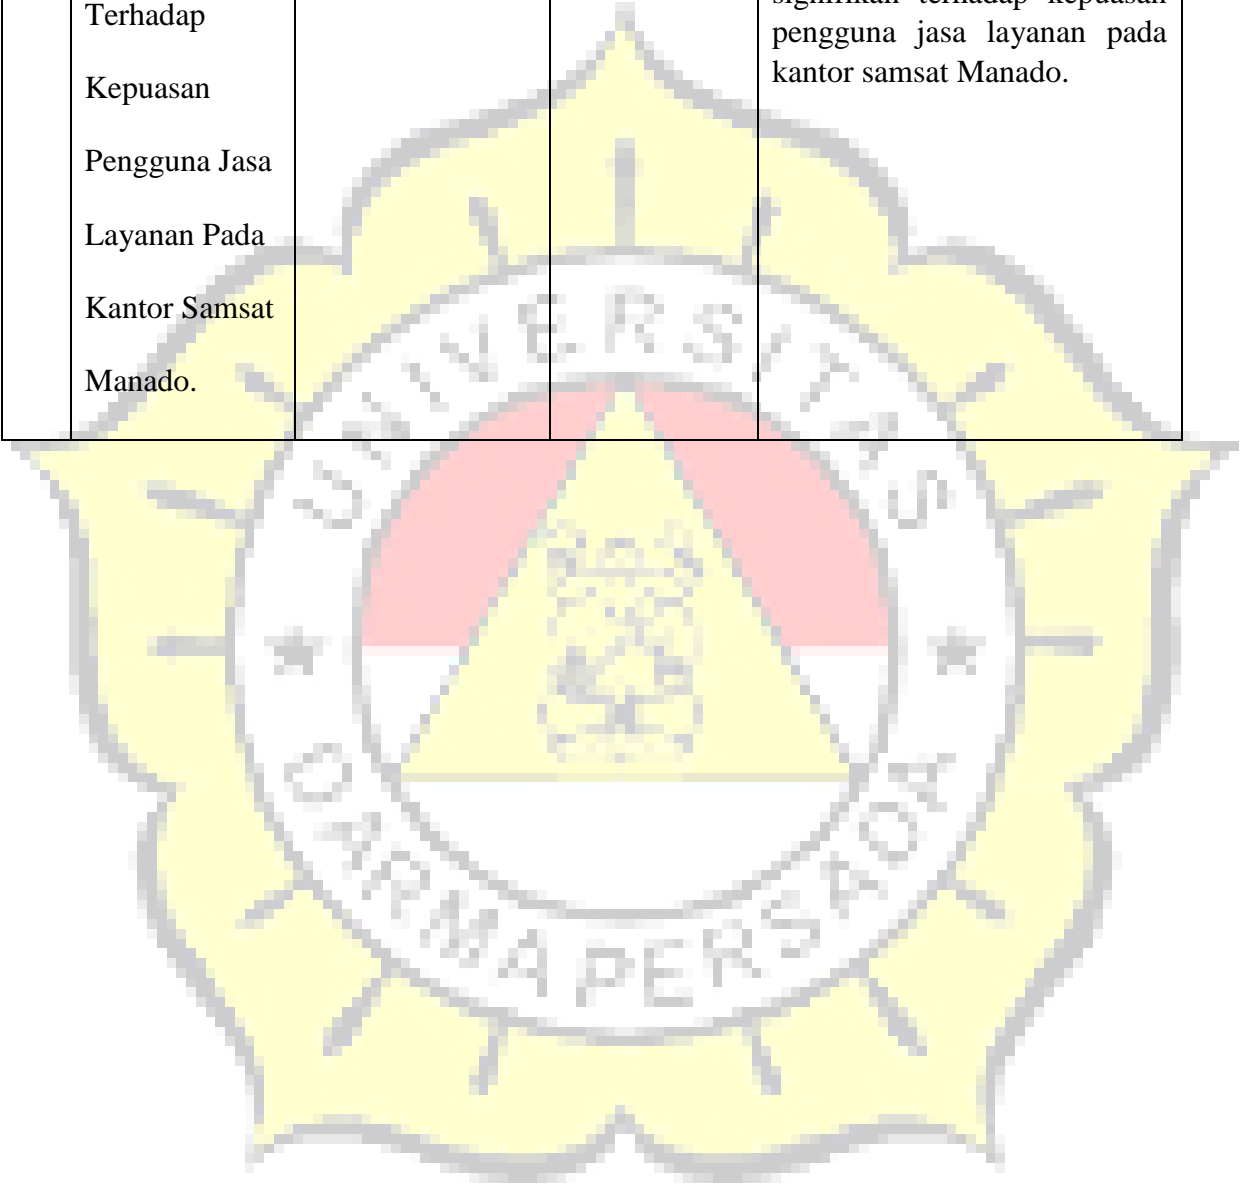 Terhadap
Kepuasan
Pengguna Jasa
Layanan Pada
Kantor Samsat
Manado.
signifikan terhadap kepuasan
pengguna jasa layanan pada
kantor samsat Manado.
UNIVERSITAS
DARMA PERSADA